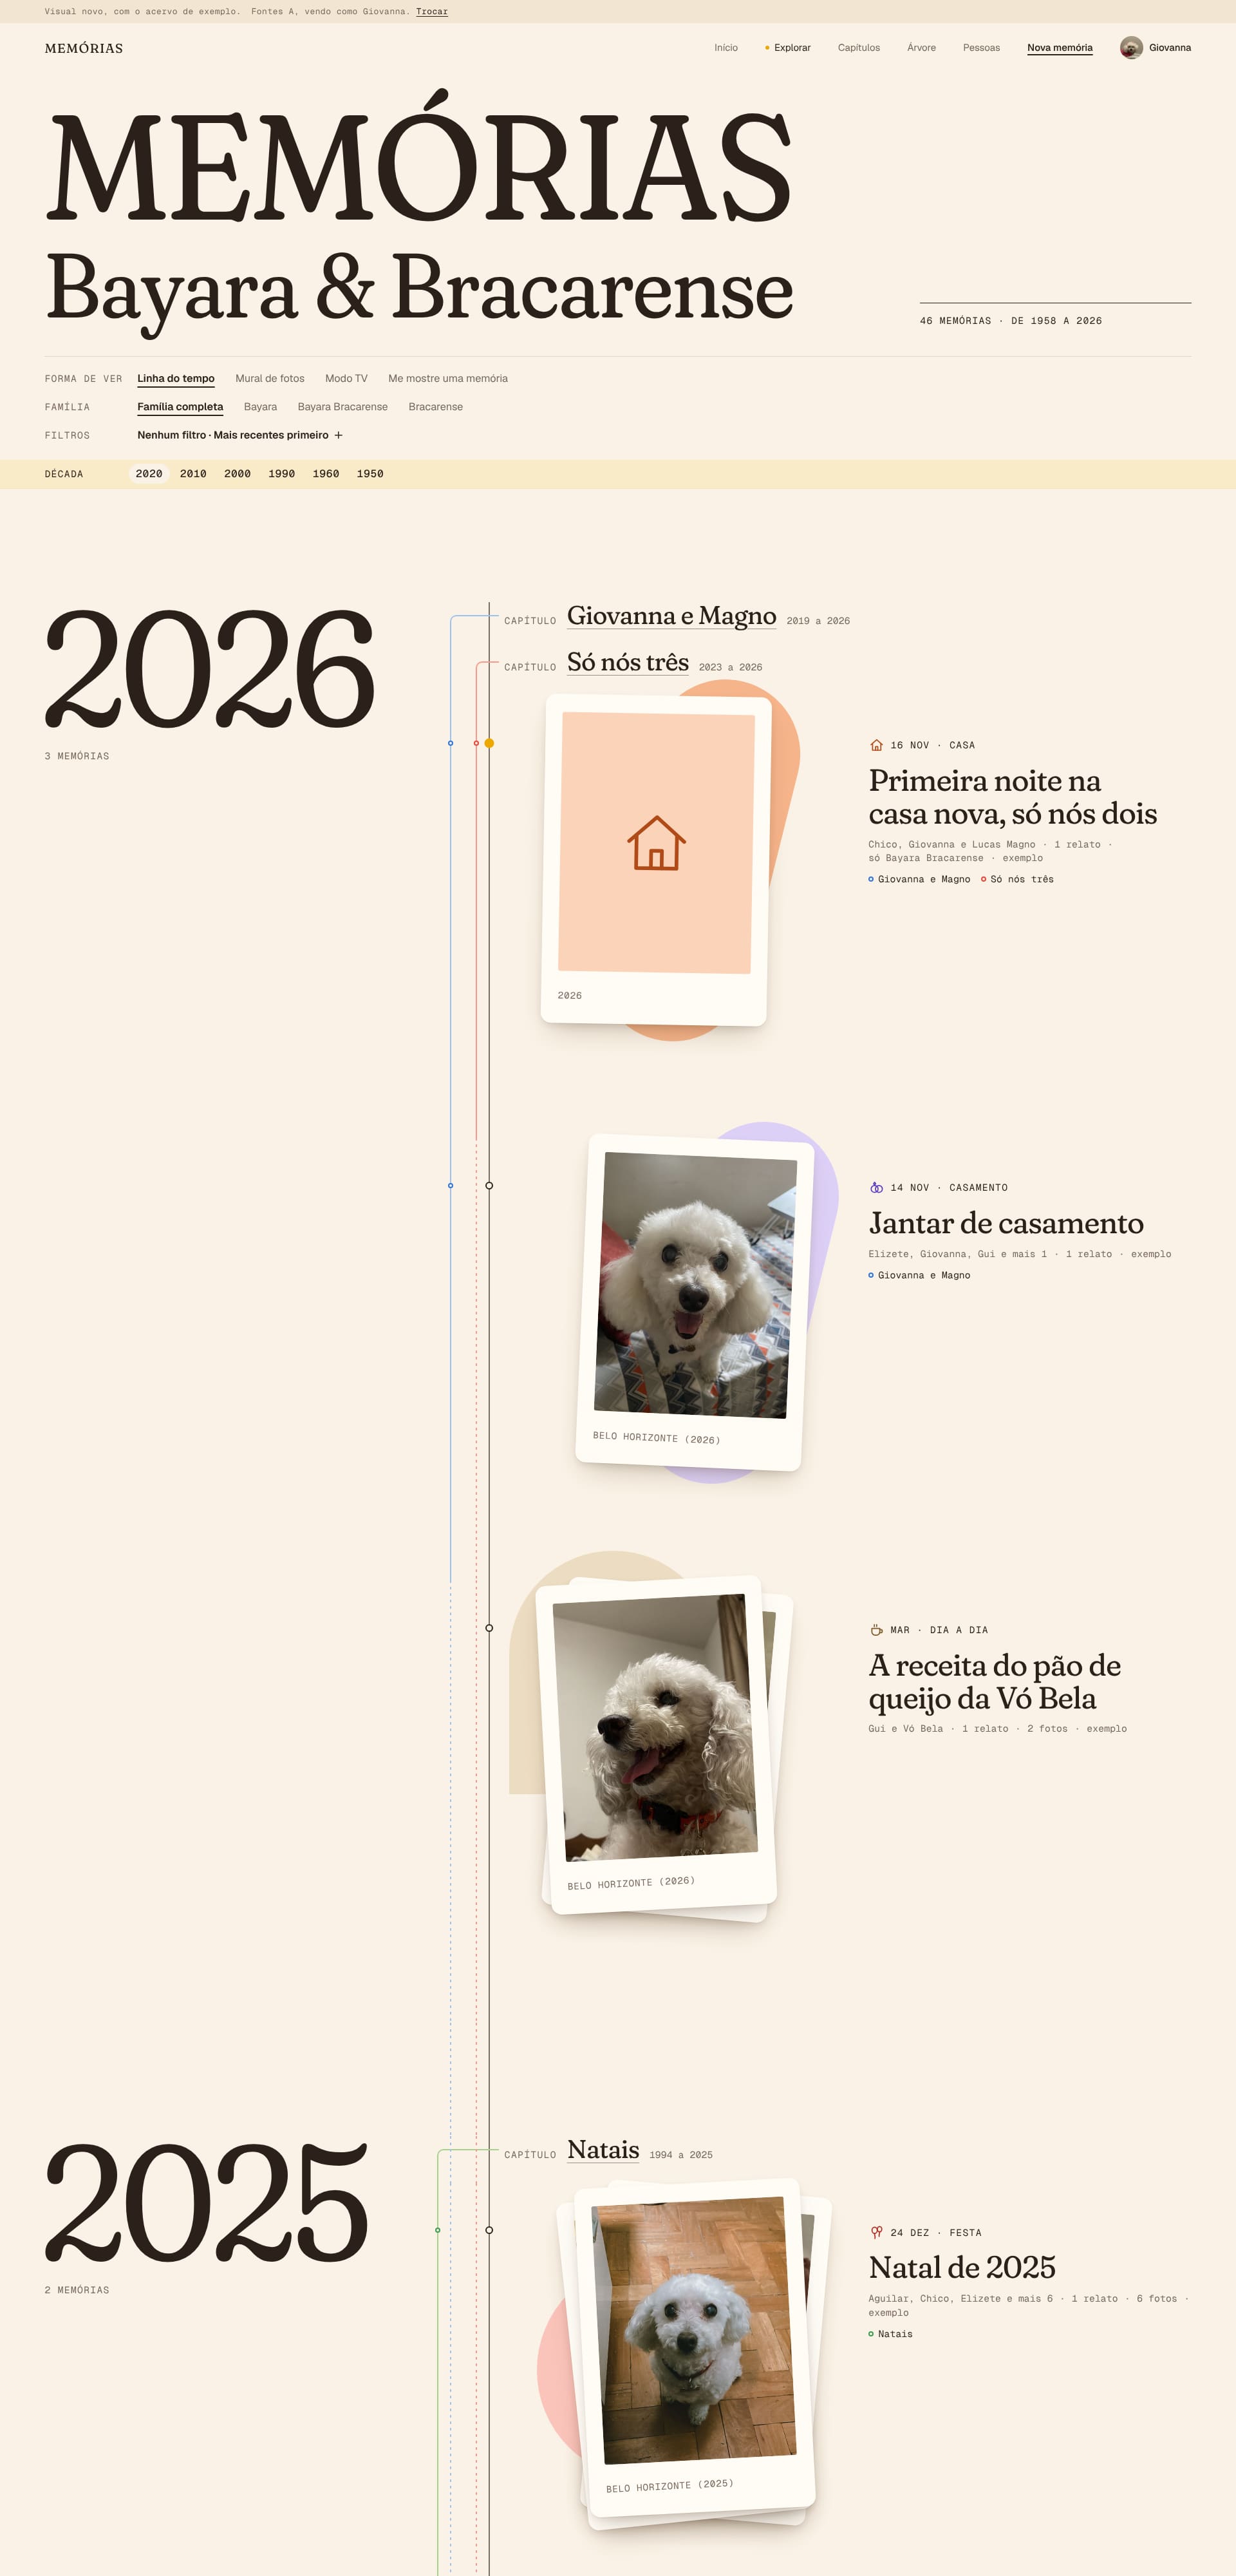 Visual novo, com o acervo de exemplo. Fontes A, vendo como Giovanna. Trocar
MEMÓRIAS
Início
Explorar
Capítulos
Árvore
Pessoas
Nova memória
Giovanna
MEMÓRIAS
Bayara & Bracarense
46 MEMÓRIAS · DE 1958 A 2026
FORMA DE VER Linha do tempo Mural de fotos Modo TV Me mostre uma memória
FAMÍLIA Família completa Bayara Bayara Bracarense Bracarense
FILTROS Nenhum filtro · Mais recentes primeiro +
DÉCADA 2020 2010 2000 1990 1960 1950
2026
3 MEMÓRIAS
CAPÍTULO Giovanna e Magno 2019 a 2026
CAPÍTULO Só nós três 2023 a 2026
2026
16 NOV · CASA
Primeira noite na
casa nova, só nós dois
Chico, Giovanna e Lucas Magno · 1 relato ·
só Bayara Bracarense · exemplo
Giovanna e Magno Só nós três
BELO HORIZONTE (2026)
14 NOV · CASAMENTO
Jantar de casamento
Elizete, Giovanna, Gui e mais 1 · 1 relato · exemplo
Giovanna e Magno
BELO HORIZONTE (2026)
MAR · DIA A DIA
A receita do pão de
queijo da Vó Bela
Gui e Vó Bela · 1 relato · 2 fotos · exemplo
2025
2 MEMÓRIAS
CAPÍTULO Natais 1994 a 2025
BELO HORIZONTE (2025)
24 DEZ · FESTA
Natal de 2025
Aguilar, Chico, Elizete e mais 6 · 1 relato · 6 fotos ·
exemplo
Natais